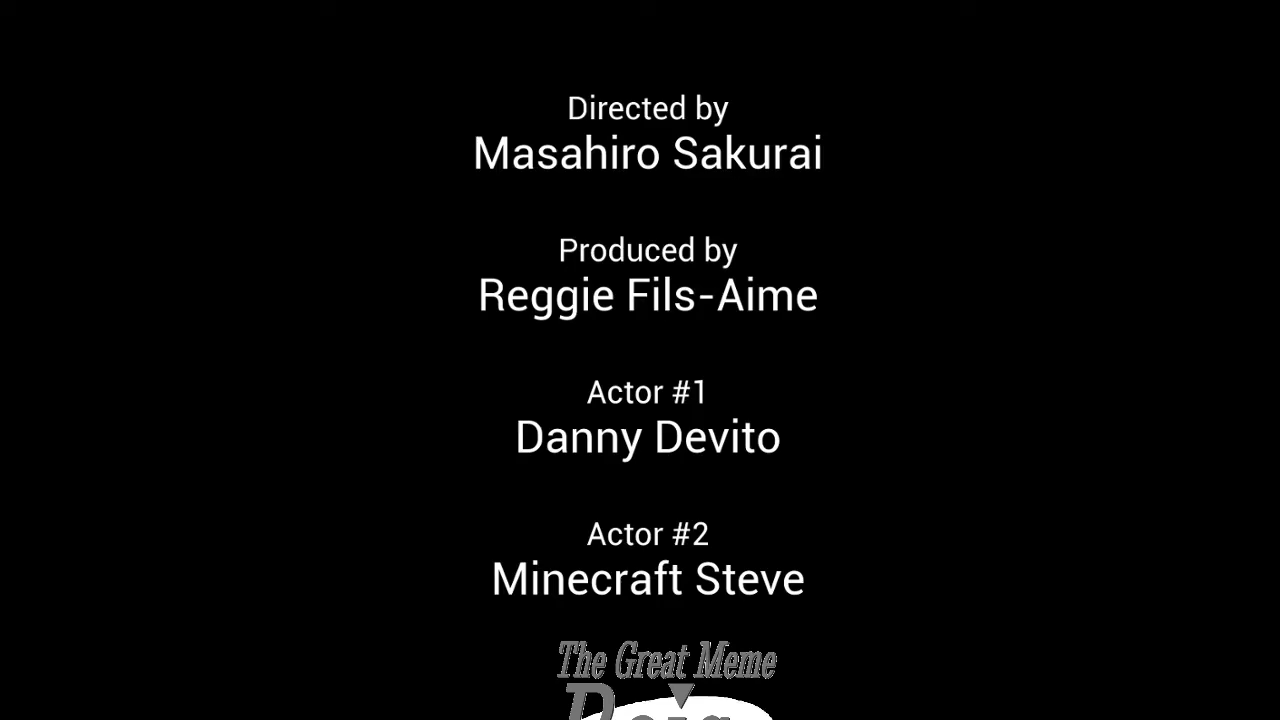 Directed by
Masahiro Sakurai
Produced by
Reggie Fils-Aime
Actor #1
Danny Devito
Actor #2
Minecraft Steve
The Great Meme